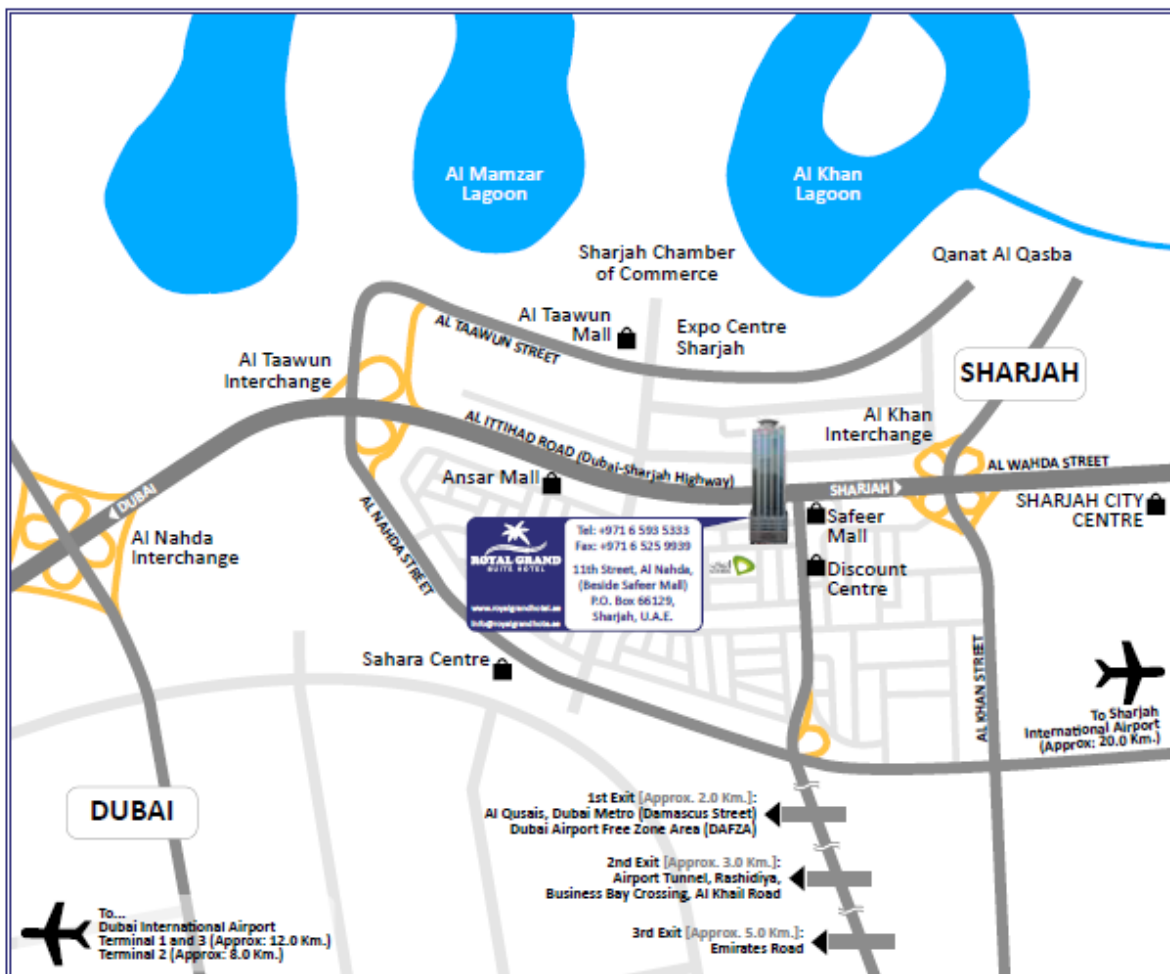 Al Mamzar
Lagoon
Al Khan
Lagoon
Sharjah Chamber
of Commerce
Qanat Al Qasba
Al Taawun
Mall
Expo Centre
Sharjah
AL TAAWUN STREET
Al Taawun
Interchange
SHARJAH
Al Khan
Interchange
AL ITTIHAD ROAD (Dubai-Sharjah Highway)
AL WAHDA STREET
Ansar Mall
SHARJAH
SHARJAH CITY
CENTRE
DUBAI
Safeer
Mall
Al Nahda
Interchange
AL NAHDA STREET
ROYAL GRAND
SUITE HOTEL
www.royalgrandhotel.ae
info@royalgrandhote.ae
Tel: +971 6 593 5333
Fax: +971 6 525 9939
11th Street, Al Nahda,
(Beside Safeer Mall)
P.O. Box 66129,
Sharjah, U.A.E.
Discount
Centre
Sahara Centre
AL KHAN STREET
To Sharjah
International Airport
(Approx: 20.0 Km.)
DUBAI
1st Exit [Approx. 2.0 Km.]:
Al Qusais, Dubai Metro (Damascus Street)
Dubai Airport Free Zone Area (DAFZA)
2nd Exit [Approx. 3.0 Km.]:
Airport Tunnel, Rashidiya,
Business Bay Crossing, Al Khail Road
3rd Exit [Approx. 5.0 Km.]:
Emirates Road
To...
Dubai International Airport
Terminal 1 and 3 (Approx: 12.0 Km.)
Terminal 2 (Approx: 8.0 Km.)